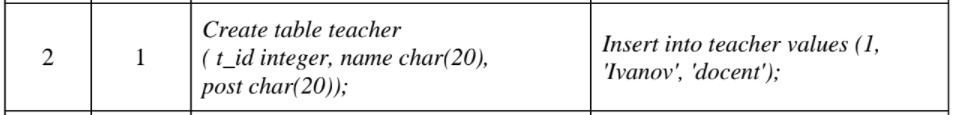 2
1
Create table teacher
( t_id integer, name char(20),
post char(20));
Insert into teacher values (1,
'Ivanov', 'docent');